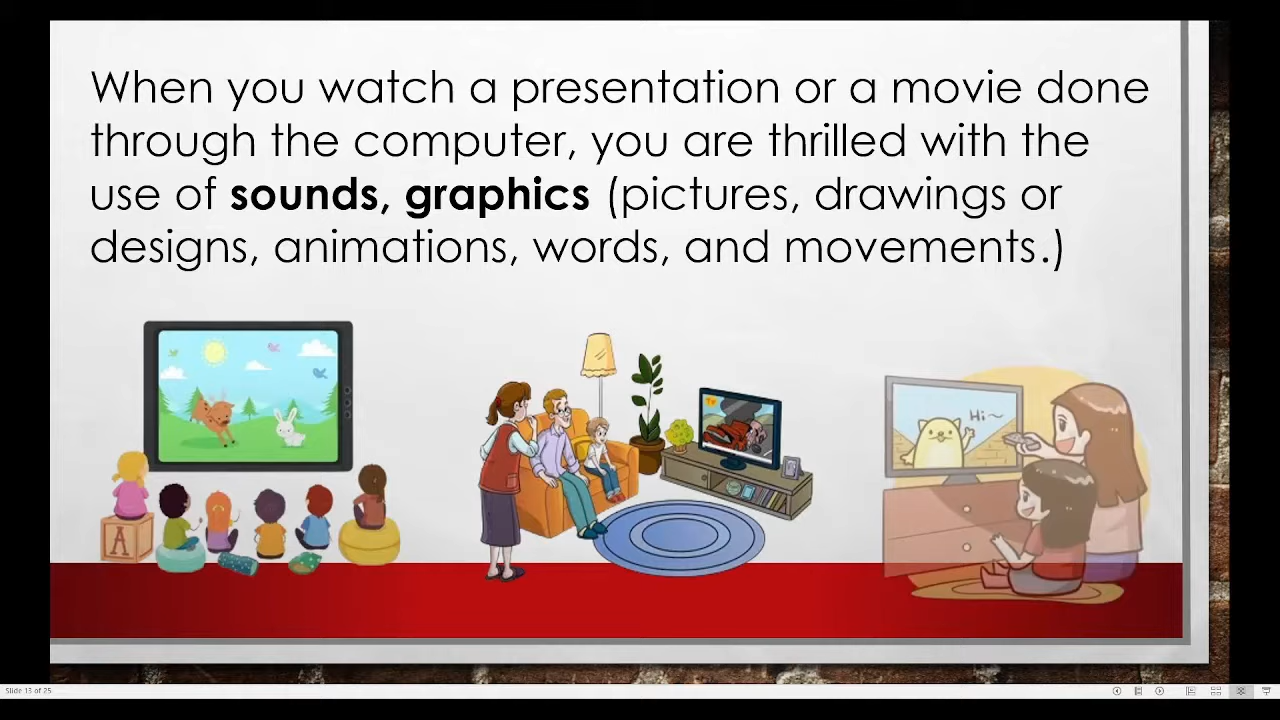 When you watch a presentation or a movie done
through the computer, you are thrilled with the
use of sounds, graphics (pictures, drawings or
designs, animations, words, and movements.)
Hi~
A
Slide 13 of 25